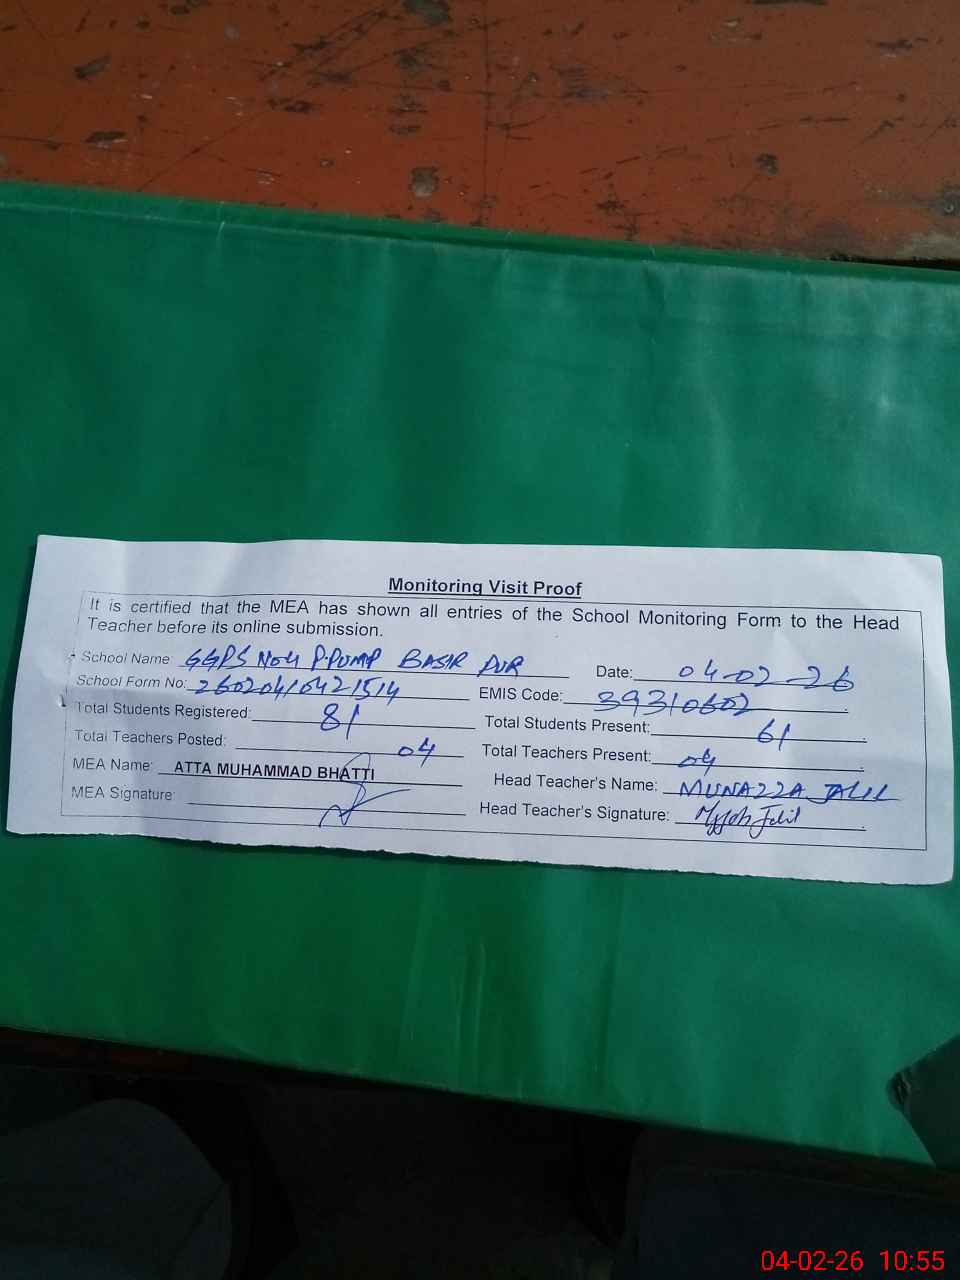 Monitoring Visit Proof
It is certified that the MEA has shown all entries of the School Monitoring Form to the Head
Teacher before its online submission.
School Name: GGPS No4 P.PUMP BASIR PUR Date: 04-02-26
School Form No: 26020410421514 EMIS Code: 39310602
Total Students Registered: 81 Total Students Present: 61
Total Teachers Posted: 04 Total Teachers Present: 04
MEA Name: ATTA MUHAMMAD BHATTI Head Teacher's Name: MUNAZZA JALIL
MEA Signature: Head Teacher's Signature:
04-02-26 10:55